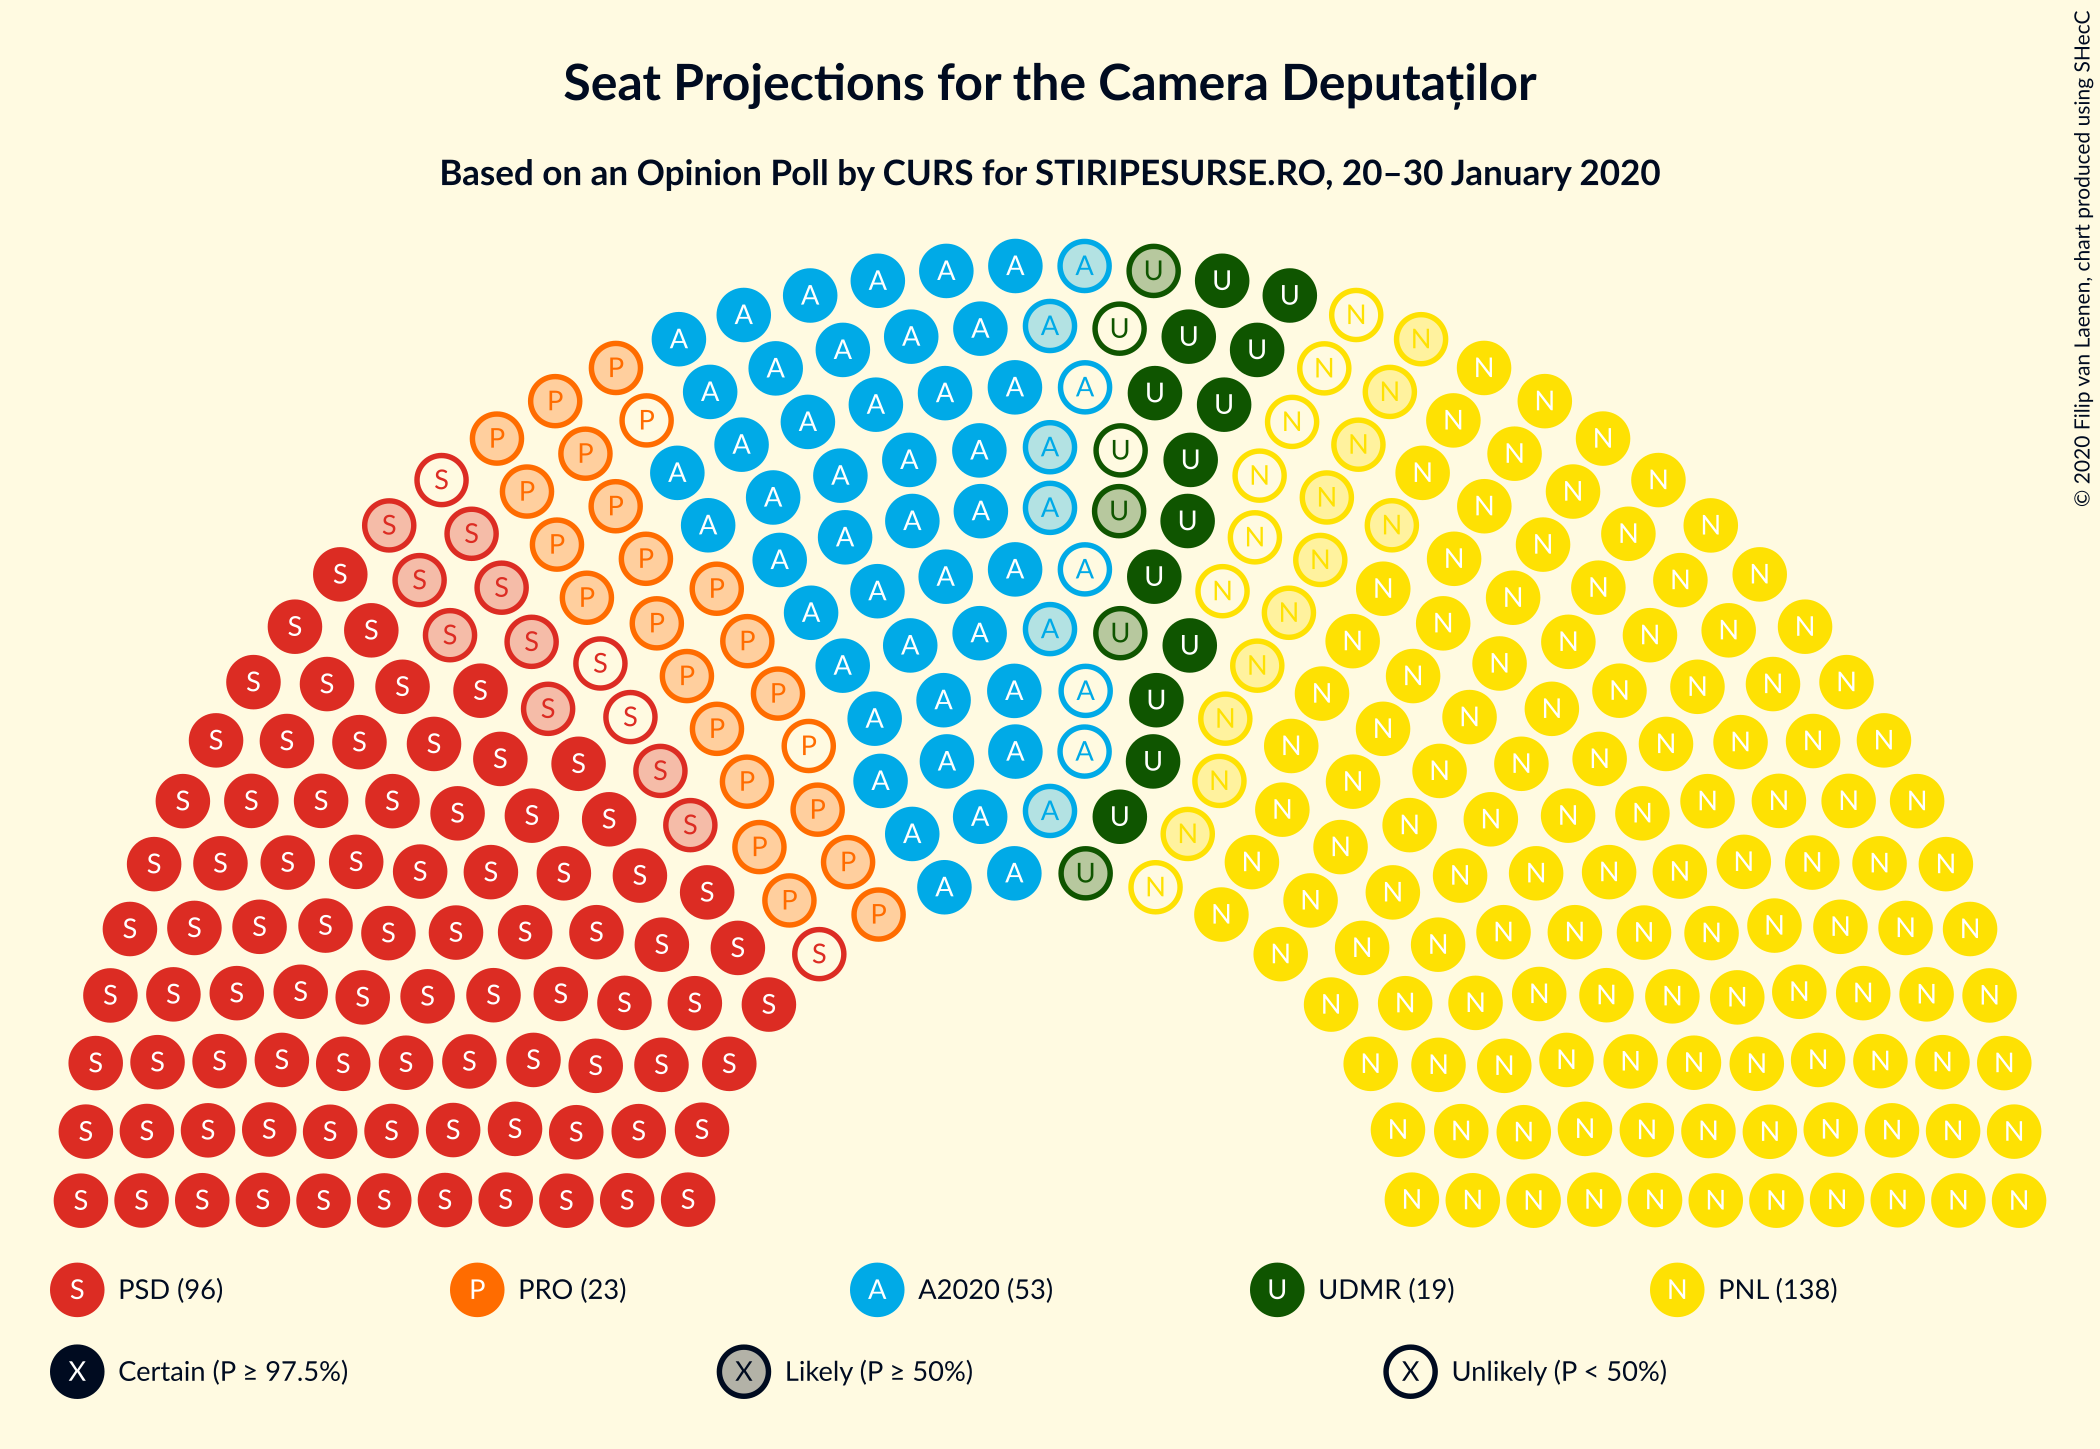 Seat Projections for the Camera Deputaților
Based on an Opinion Poll by CURS for STIRIPESURSE.RO, 20–30 January 2020
© 2020 Filip van Laenen, chart produced using SHecC
S PSD (96) P PRO (23) A A2020 (53) U UDMR (19) N PNL (138)
X Certain (P ≥ 97.5%) X Likely (P ≥ 50%) X Unlikely (P < 50%)